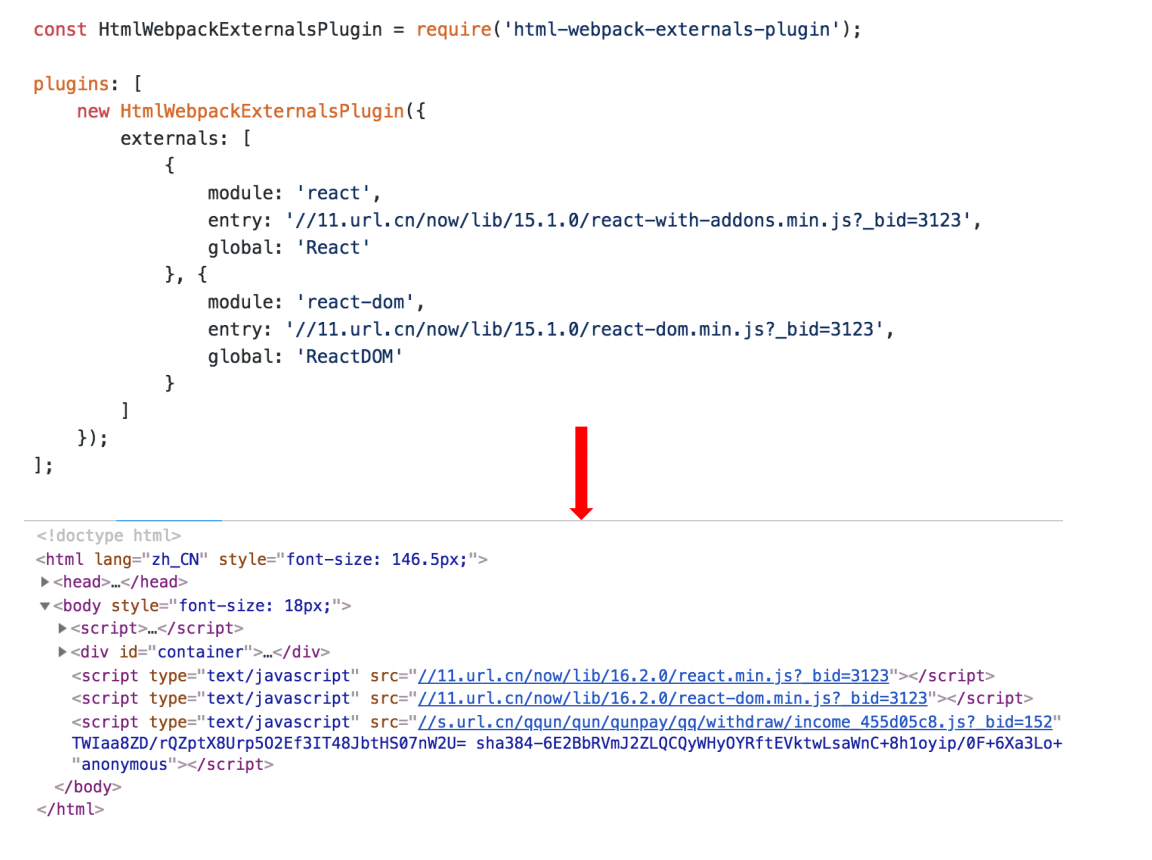 const HtmlWebpackExternalsPlugin = require('html-webpack-externals-plugin');
plugins: [
new HtmlWebpackExternalsPlugin({
externals: [
{
module: 'react',
entry: '//11.url.cn/now/lib/15.1.0/react-with-addons.min.js?_bid=3123',
global: 'React'
}, {
module: 'react-dom',
entry: '//11.url.cn/now/lib/15.1.0/react-dom.min.js?_bid=3123',
global: 'ReactDOM'
}
]
});
];
<!doctype html>
<html lang="zh_CN" style="font-size: 146.5px;">
<head>…</head>
<body style="font-size: 18px;">
<script>…</script>
<div id="container">…</div>
<script type="text/javascript" src="//11.url.cn/now/lib/16.2.0/react.min.js?_bid=3123"></script>
<script type="text/javascript" src="//11.url.cn/now/lib/16.2.0/react-dom.min.js?_bid=3123"></script>
<script type="text/javascript" src="//s.url.cn/qqun/qun/qunpay/qq/withdraw/income_455d05c8.js?_bid=152"
TWIaa8ZD/rQZptX8Urp5O2Ef3IT48JbtHS07nW2U= sha384-6E2BbRVmJ2ZLQCQyWHyOYRftEVktwLsaWnC+8h1oyip/0F+6Xa3Lo+
"anonymous"></script>
</body>
</html>